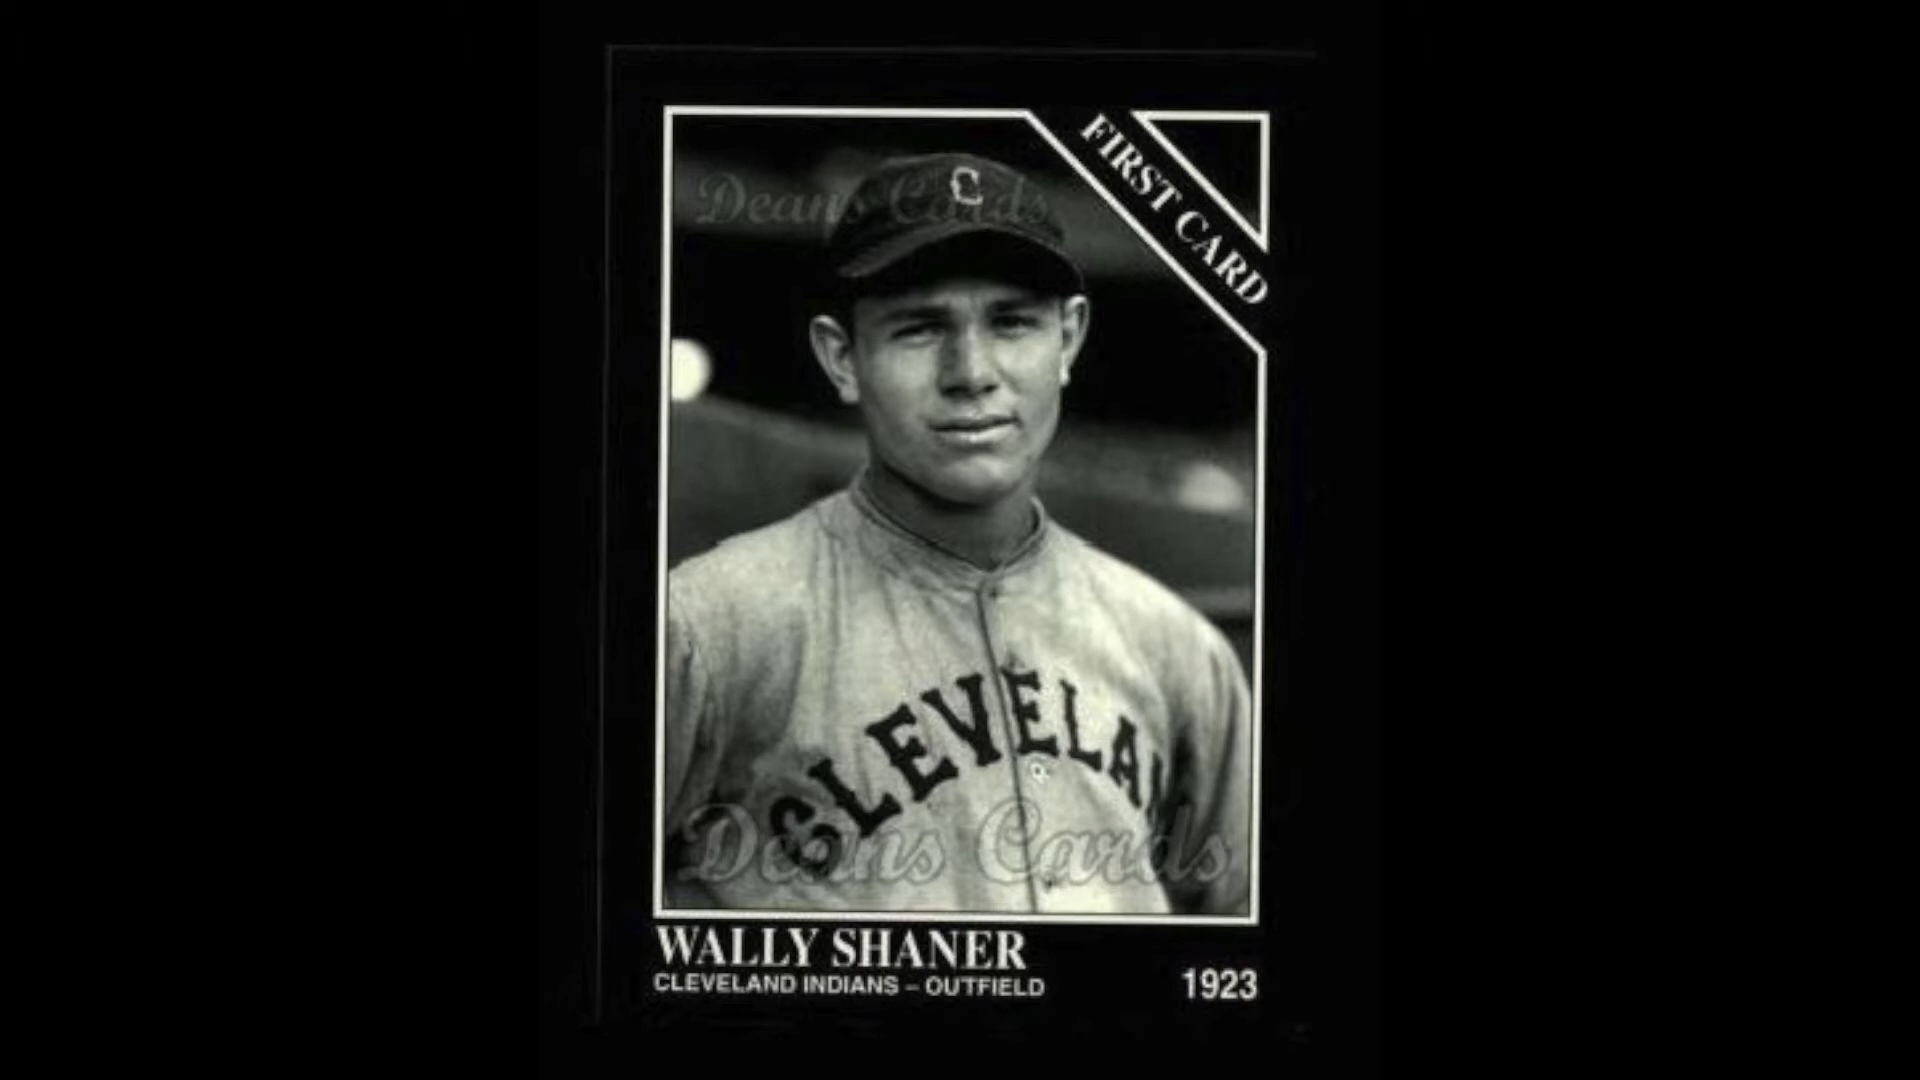 FIRST CARD
C
Deans Cards
CLEVELAN
Deans Cards
WALLY SHANER
CLEVELAND INDIANS – OUTFIELD
1923